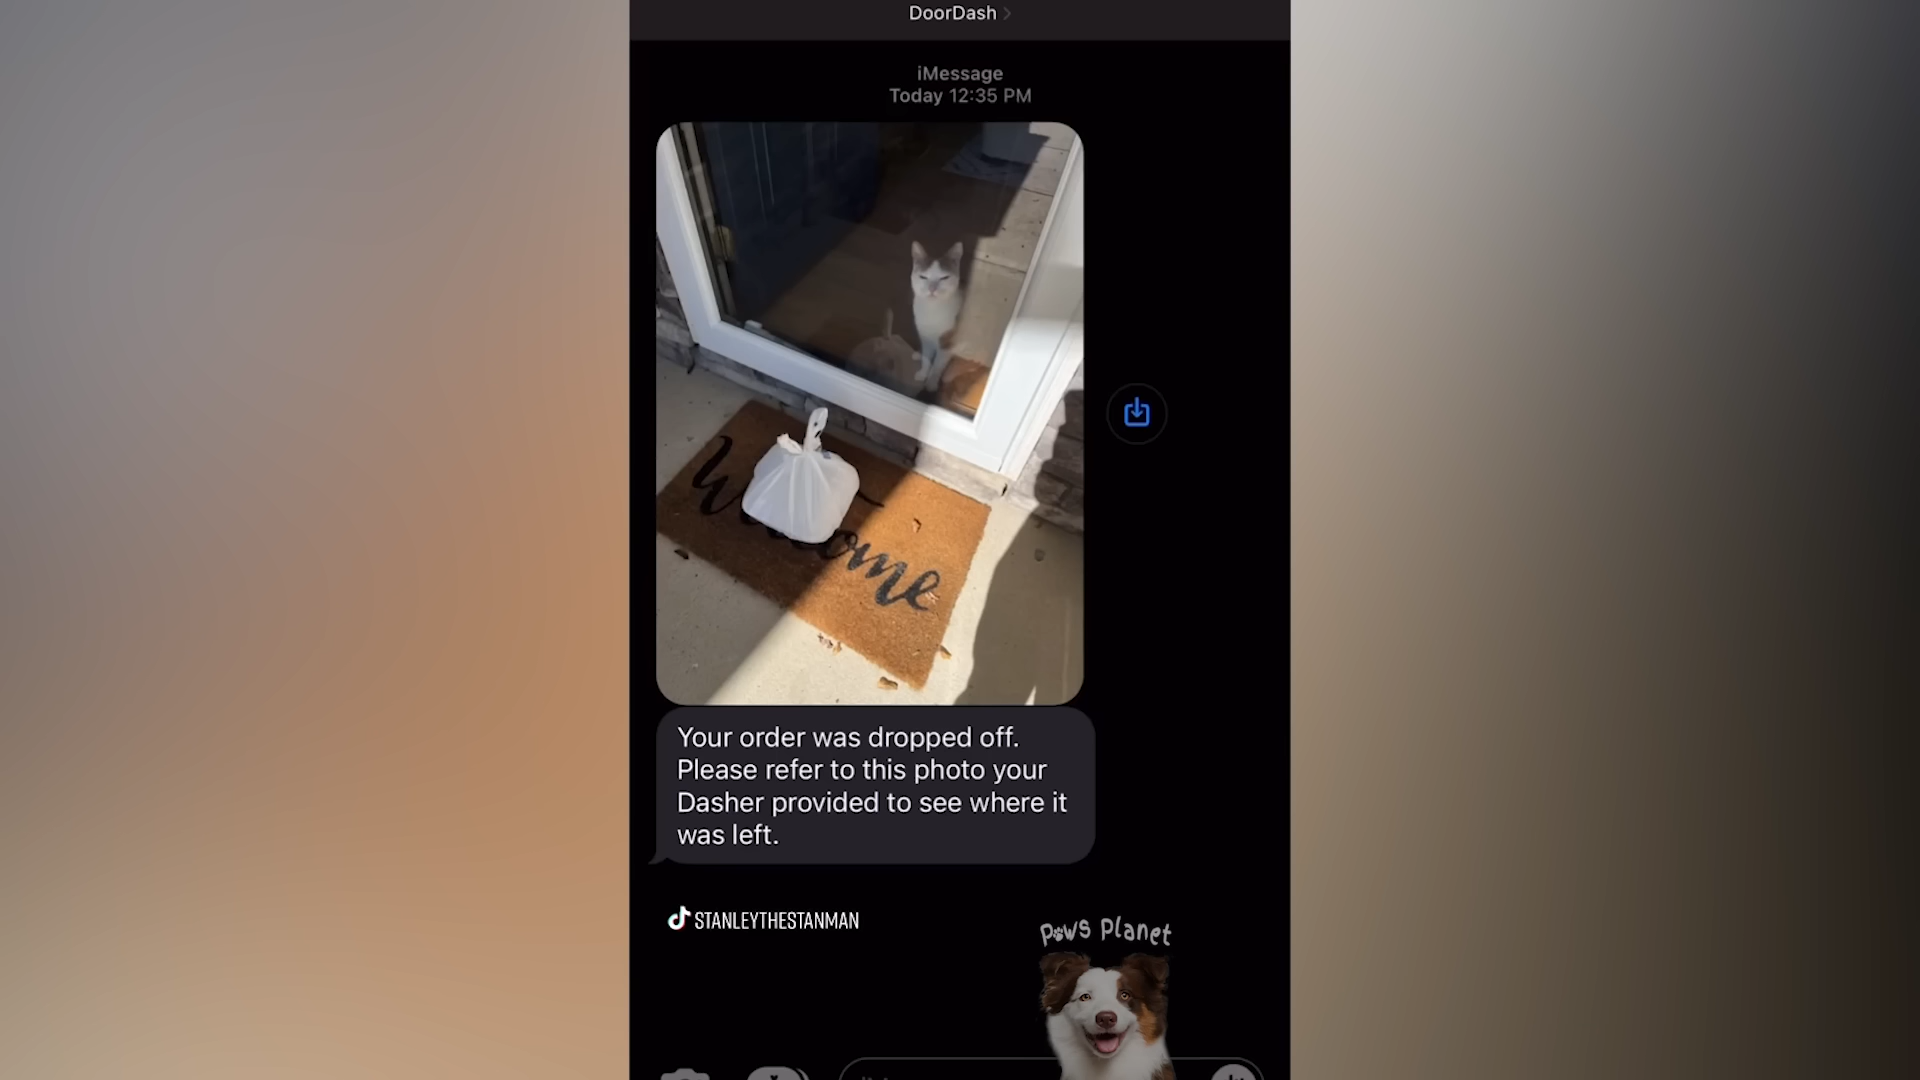 DoorDash
iMessage
Today 12:35 PM
Your order was dropped off.
Please refer to this photo your
Dasher provided to see where it
was left.
STANLEYTHESTANMAN
Paws Planet